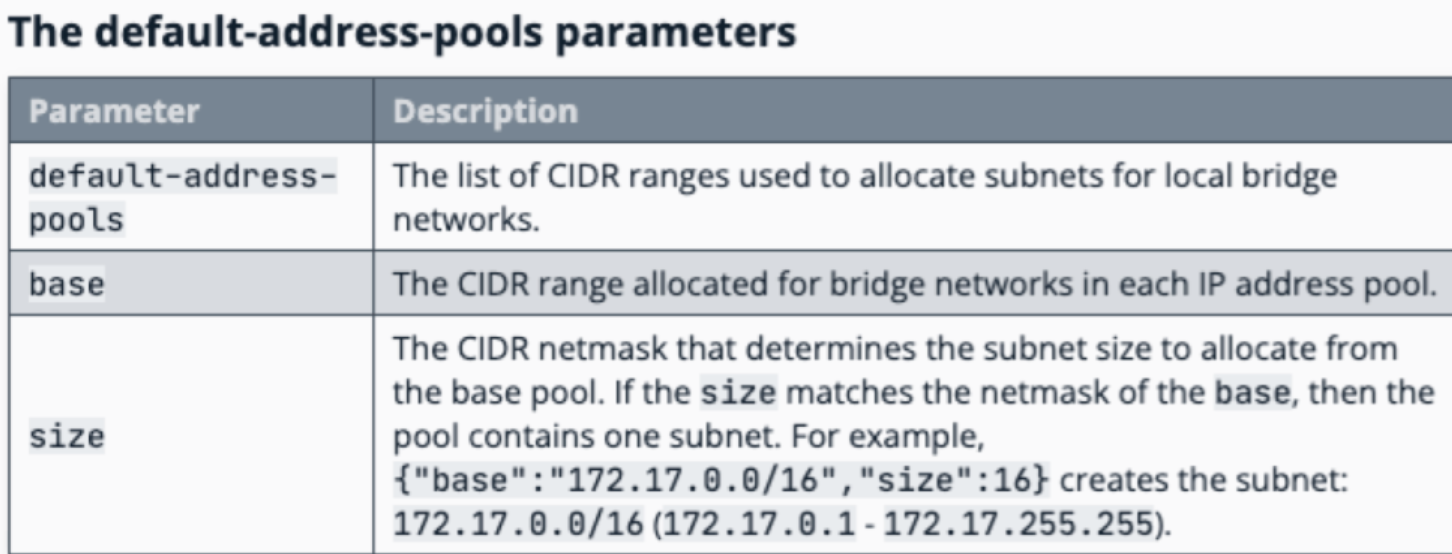 The default-address-pools parameters
Parameter
Description
default-address-
pools
The list of CIDR ranges used to allocate subnets for local bridge
networks.
base
The CIDR range allocated for bridge networks in each IP address pool.
size
The CIDR netmask that determines the subnet size to allocate from
the base pool. If the size matches the netmask of the base, then the
pool contains one subnet. For example,
{"base":"172.17.0.0/16","size":16} creates the subnet:
172.17.0.0/16 (172.17.0.1 - 172.17.255.255).